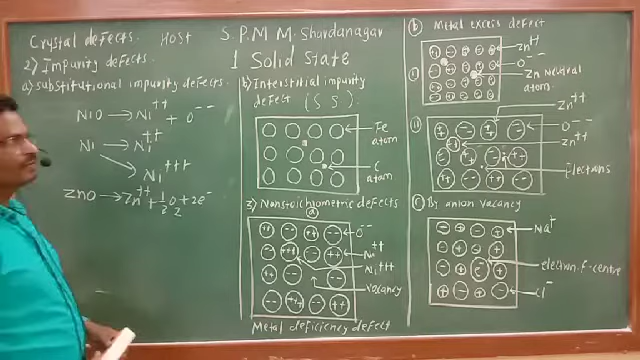 Crystal defects. HOST S.P.M M. Shardanagar
1 Solid state
2) Impurity defects.
a) substitutional impurity defects.
NiO → Ni++ + O--
Ni → Ni++
Ni+++
ZnO → Zn++ + 1/2 O2 + 2e-
b) Interstitial impurity
defect (S S)
Fe
atom
C
atom
3) Nonstoichiometric defects
(a)
O--
Ni++
Ni+++
vacancy
Metal deficiency defect
(b) Metal excess defect
(i)
Zn++
O--
Zn neutral
atom.
(ii)
Zn++
O--
Zn++
Electrons
(c) By anion vacancy
Na+
electron. F-centre
Cl-